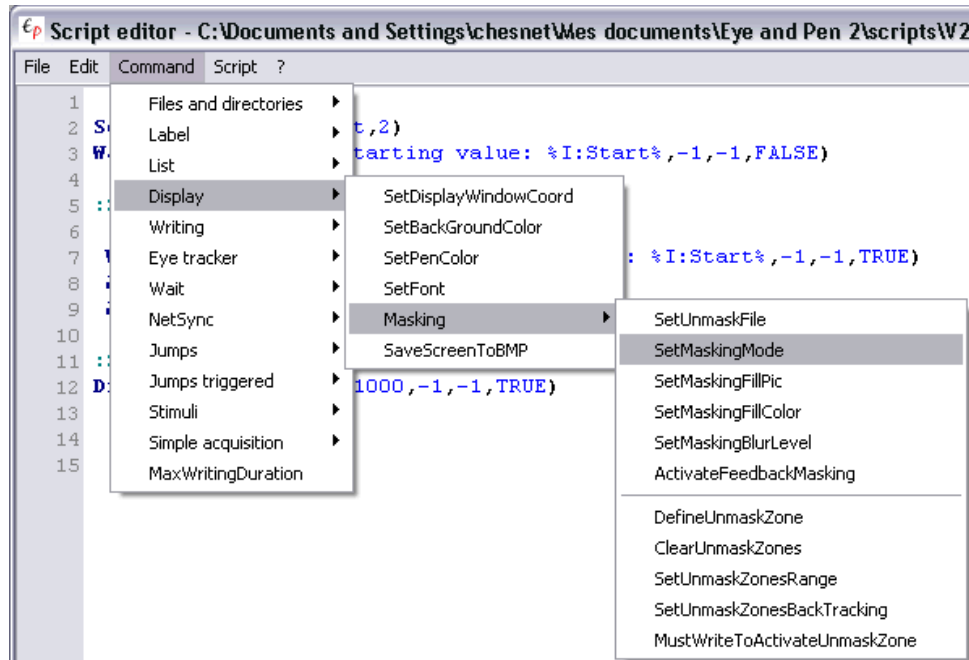 εp Script editor - C:\Documents and Settings\chesnet\Mes documents\Eye and Pen 2\scripts\V2
File Edit Command Script ?
1
2 t,2)
3 tarting value: %I:Start%,-1,-1,FALSE)
4
5 ::
6
7 : %I:Start%,-1,-1,TRUE)
8
9
10
11 ::
12 1000,-1,-1,TRUE)
13
14
15
Files and directories
Label
List
Display
Writing
Eye tracker
Wait
NetSync
Jumps
Jumps triggered
Stimuli
Simple acquisition
MaxWritingDuration
SetDisplayWindowCoord
SetBackGroundColor
SetPenColor
SetFont
Masking
SaveScreenToBMP
SetUnmaskFile
SetMaskingMode
SetMaskingFillPic
SetMaskingFillColor
SetMaskingBlurLevel
ActivateFeedbackMasking
DefineUnmaskZone
ClearUnmaskZones
SetUnmaskZonesRange
SetUnmaskZonesBackTracking
MustWriteToActivateUnmaskZone